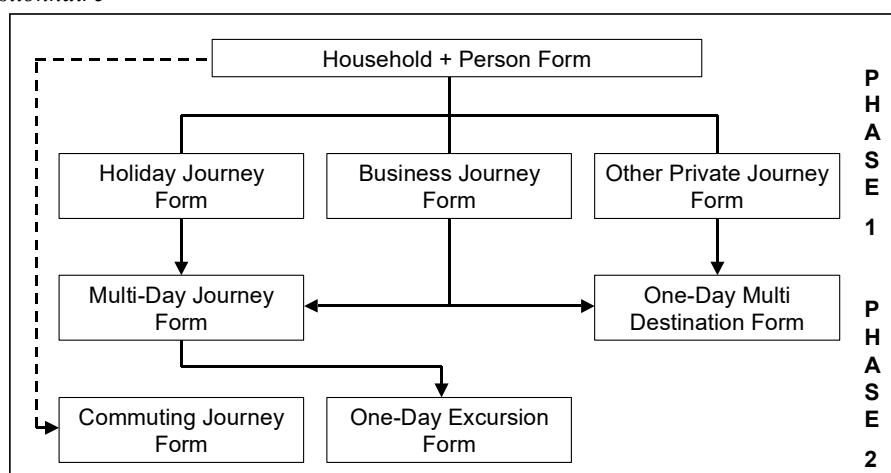 Household + Person Form
Holiday Journey
Form
Business Journey
Form
Other Private Journey
Form
P
H
A
S
E
1
Multi-Day Journey
Form
One-Day Multi
Destination Form
Commuting Journey
Form
One-Day Excursion
Form
P
H
A
S
E
2